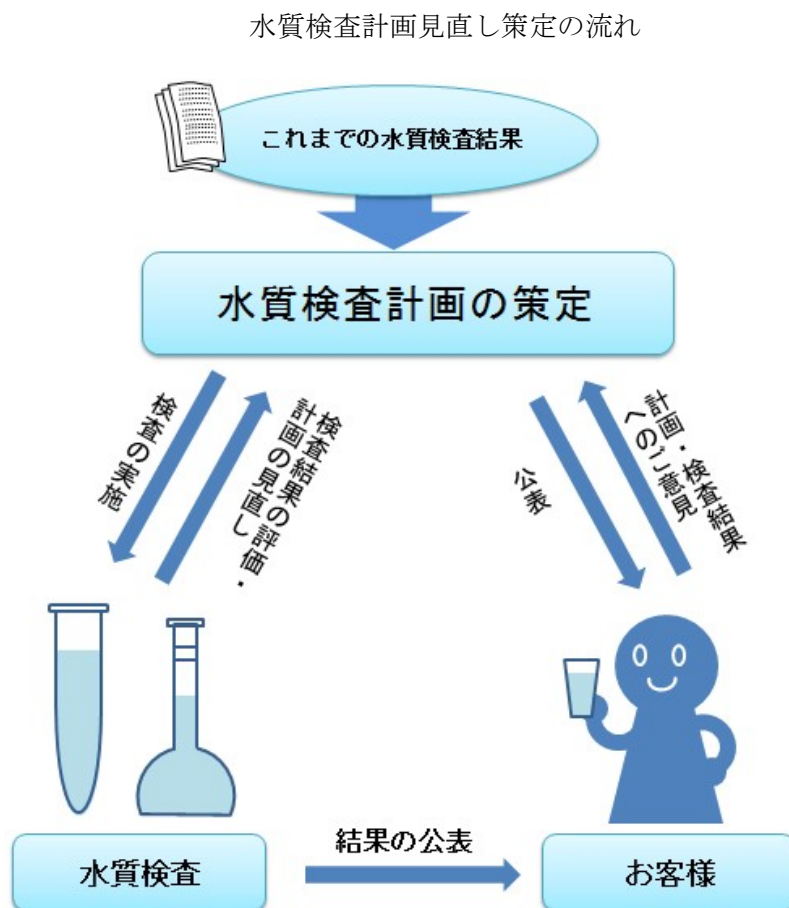 水質検査計画見直し策定の流れ
これまでの水質検査結果
水質検査計画の策定
検査の実施
検査結果の評価・
計画の見直し
公表
計画・検査結果
へのご意見
結果の公表
水質検査
お客様